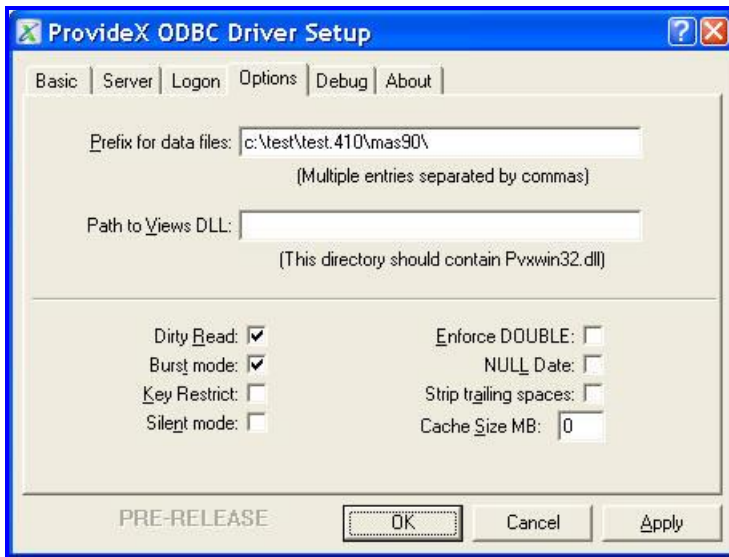 ProvideX ODBC Driver Setup
Basic Server Logon Options Debug About
Prefix for data files: c:\test\test.410\mas90\
(Multiple entries separated by commas)
Path to Views DLL:
(This directory should contain Pvxwin32.dll)
Dirty Read: Enforce DOUBLE:
Burst mode: NULL Date:
Key Restrict: Strip trailing spaces:
Silent mode: Cache Size MB: 0
PRE-RELEASE OK Cancel Apply